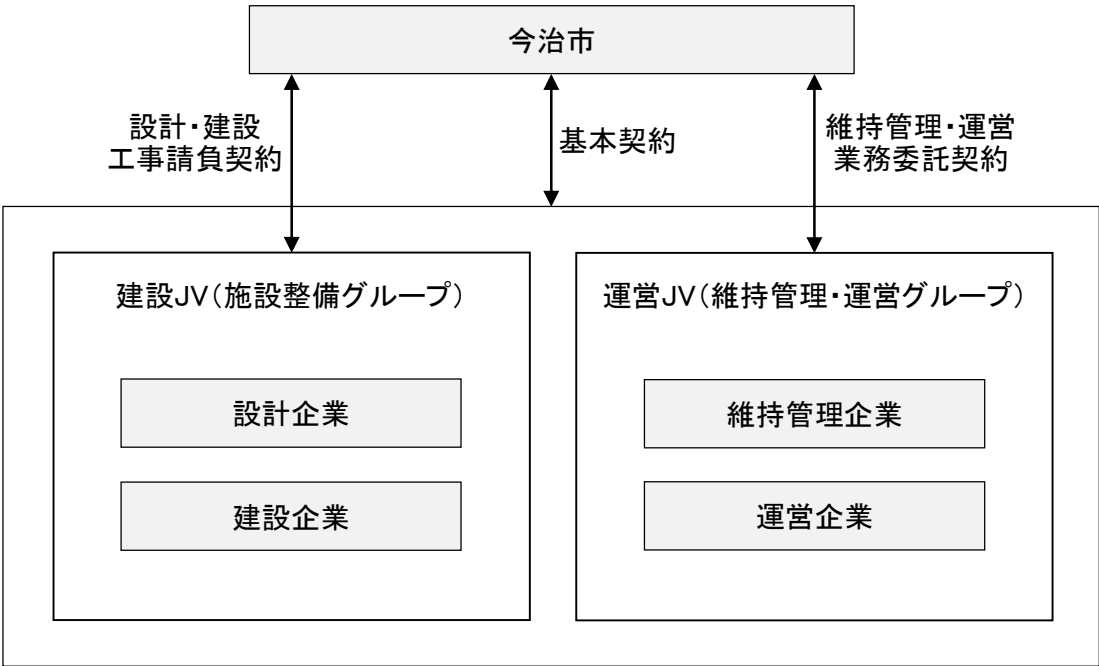 今治市
設計・建設
工事請負契約
基本契約
維持管理・運営
業務委託契約
建設JV(施設整備グループ)
設計企業
建設企業
運営JV(維持管理・運営グループ)
維持管理企業
運営企業